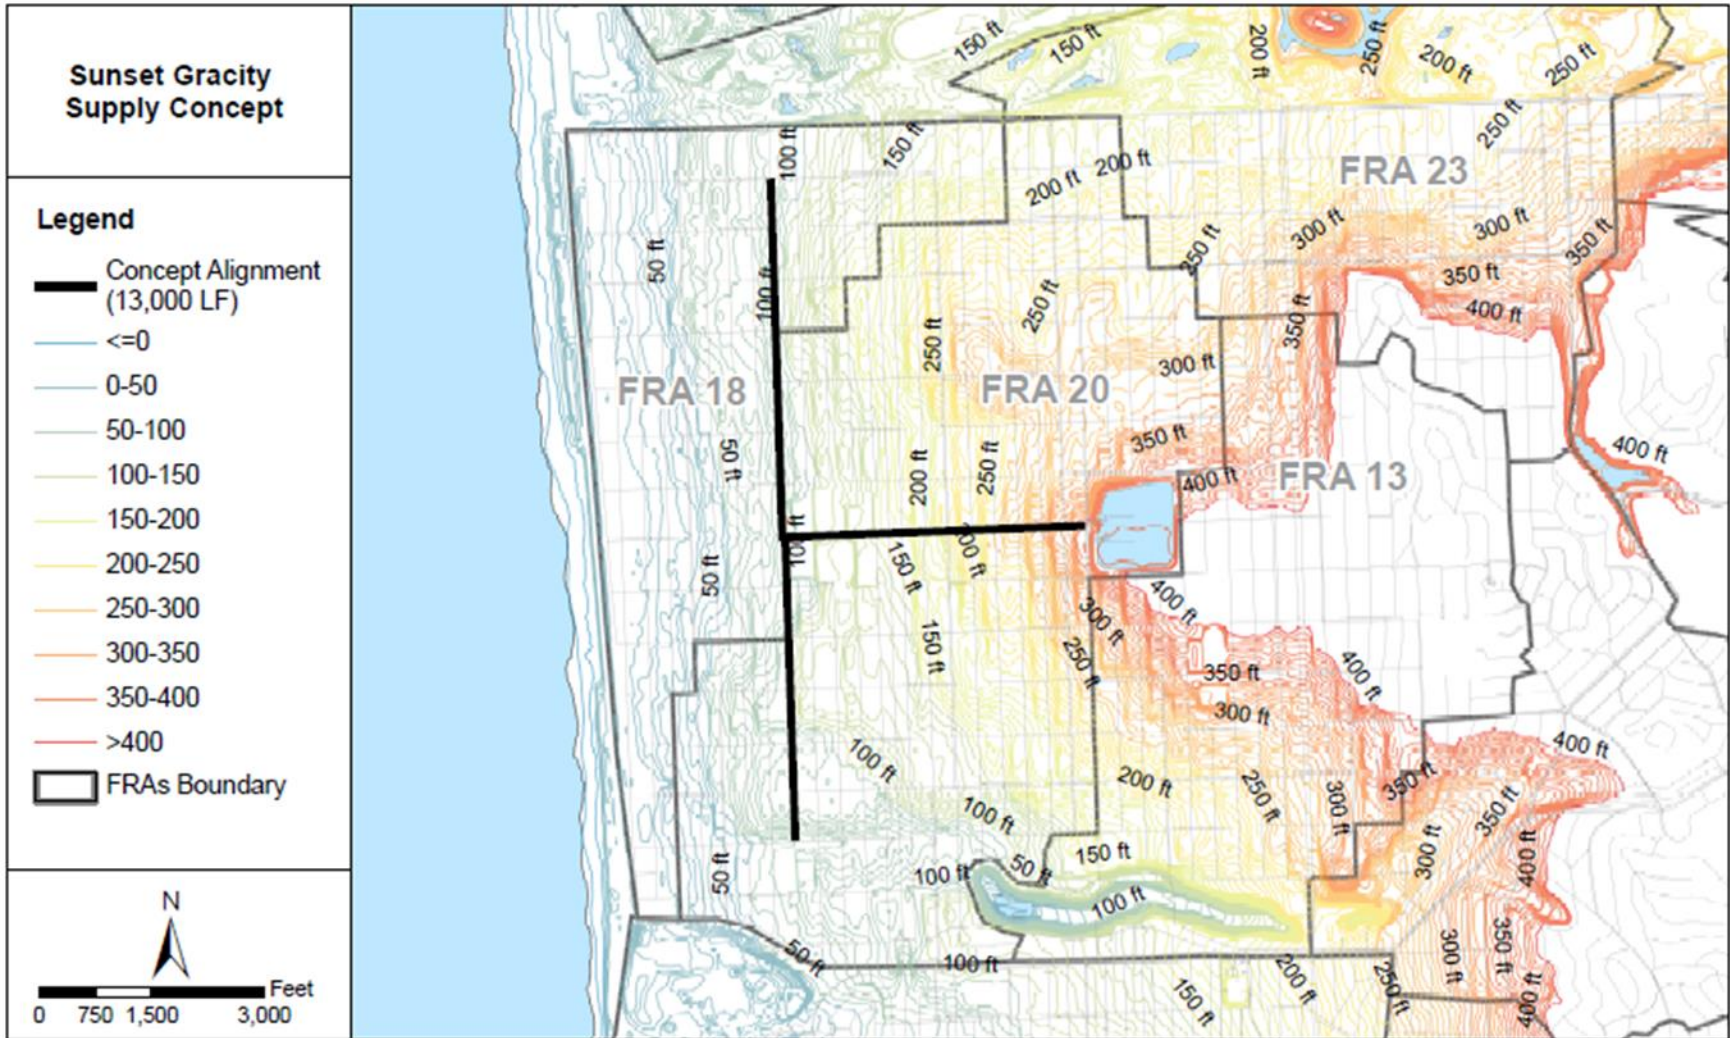 Sunset Gracity
Supply Concept
Legend
Concept Alignment
(13,000 LF)
<=0
0-50
50-100
100-150
150-200
200-250
250-300
300-350
350-400
>400
FRAs Boundary
N
Feet
0 750 1,500 3,000
150 ft
150 ft
200 ft
250 ft
200 ft
250 ft
100 ft
150 ft
200 ft
200 ft
250 ft
FRA 23
50 ft
100 ft
250 ft
250 ft
300 ft
300 ft
350 ft
350 ft
400 ft
250 ft
350 ft
300 ft
FRA 18
FRA 20
50 ft
200 ft
250 ft
350 ft
400 ft
FRA 13
400 ft
100 ft
50 ft
150 ft
00 ft
150 ft
250 ft
300 ft
400 ft
350 ft
300 ft
400 ft
100 ft
200 ft
250 ft
300 ft
350 ft
400 ft
100 ft
350 ft
50 ft
100 ft
50 ft
150 ft
100 ft
300 ft
400 ft
50 ft
100 ft
150 ft
200 ft
250 ft
300 ft
350 ft
400 ft